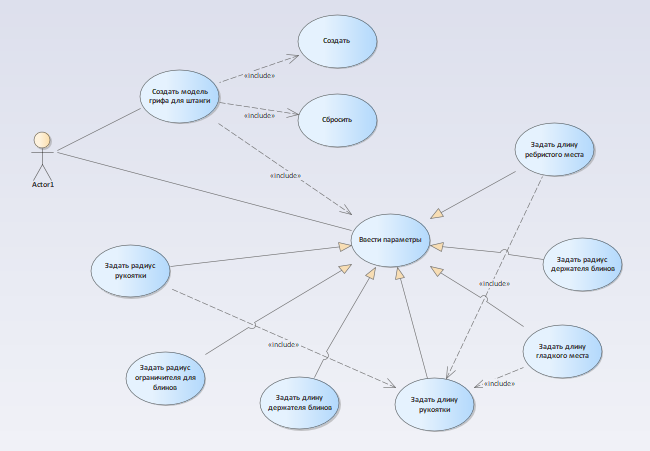 Создать
«include»
Создать модель
грифа для штанги
«include»
Сбросить
Actor1
«include»
Задать длину
ребристого места
Ввести параметры
Задать радиус
рукоятки
Задать радиус
держателя блинов
«include»
«include»
Задать длину
гладкого места
Задать радиус
ограничителя для
блинов
«include»
Задать длину
держателя блинов
Задать длину
рукоятки